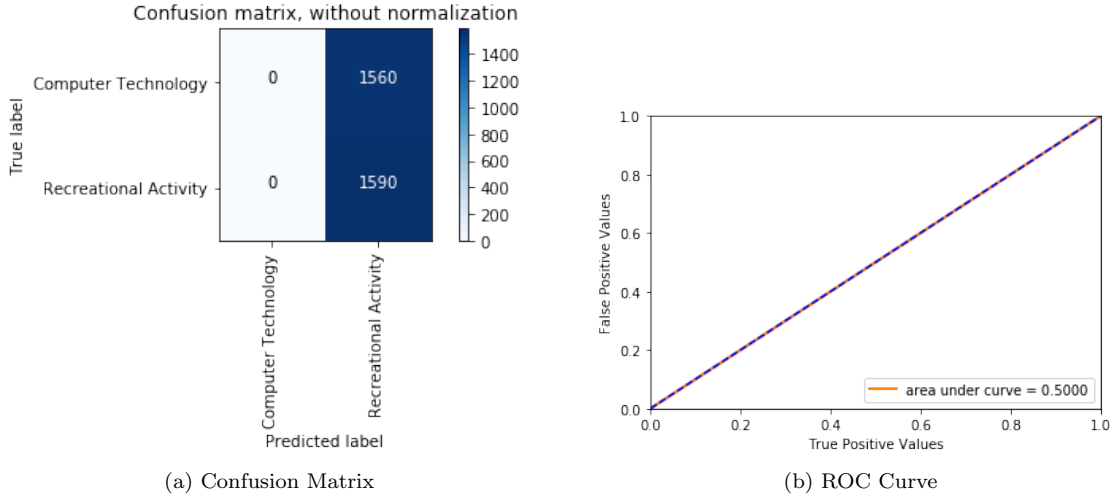 Confusion matrix, without normalization
True label
Computer Technology
Recreational Activity
0
1560
0
1590
1400
1200
1000
800
600
400
200
0
Computer Technology
Recreational Activity
Predicted label
(a) Confusion Matrix
False Positive Values
1.0
0.8
0.6
0.4
0.2
0.0
area under curve = 0.5000
0.0
0.2
0.4
0.6
0.8
1.0
True Positive Values
(b) ROC Curve